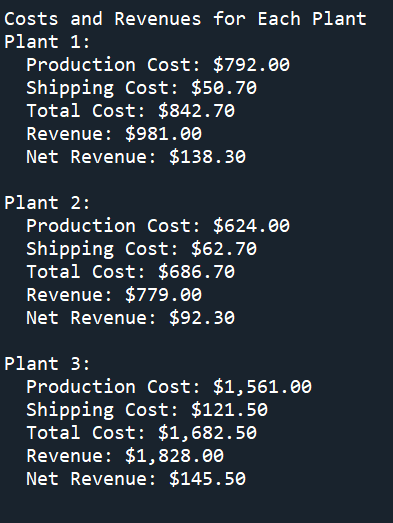 Costs and Revenues for Each Plant
Plant 1:
  Production Cost: $792.00
  Shipping Cost: $50.70
  Total Cost: $842.70
  Revenue: $981.00
  Net Revenue: $138.30

Plant 2:
  Production Cost: $624.00
  Shipping Cost: $62.70
  Total Cost: $686.70
  Revenue: $779.00
  Net Revenue: $92.30

Plant 3:
  Production Cost: $1,561.00
  Shipping Cost: $121.50
  Total Cost: $1,682.50
  Revenue: $1,828.00
  Net Revenue: $145.50